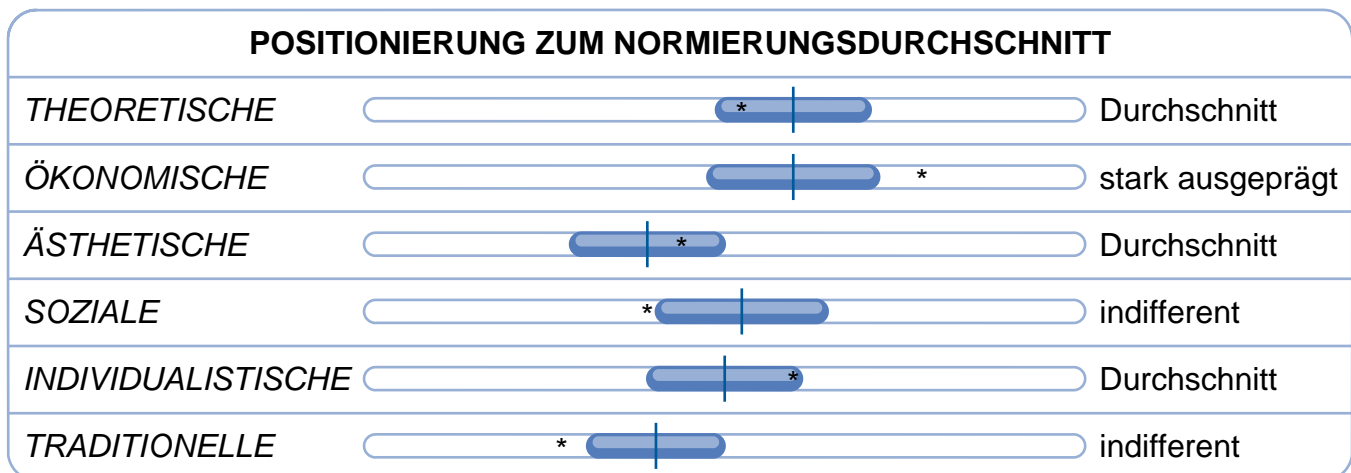 POSITIONIERUNG ZUM NORMIERUNGSDURCHSCHNITT
THEORETISCHE * Durchschnitt
ÖKONOMISCHE * stark ausgeprägt
ÄSTHETISCHE * Durchschnitt
SOZIALE * indifferent
INDIVIDUALISTISCHE * Durchschnitt
TRADITIONELLE * indifferent